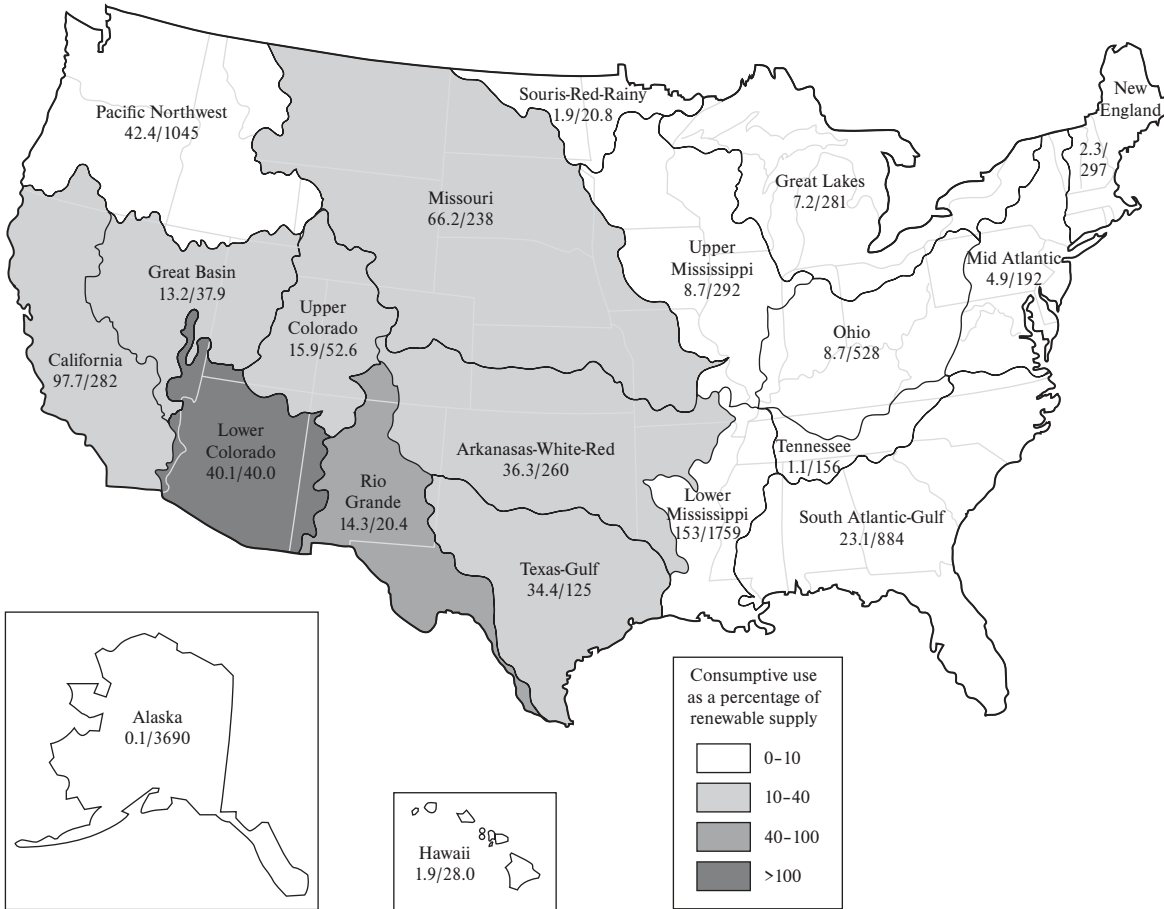 Pacific Northwest
42.4/1045
Souris-Red-Rainy
1.9/20.8
New
England
2.3/
297
Missouri
66.2/238
Great Lakes
7.2/281
Upper
Mississippi
8.7/292
Mid Atlantic
4.9/192
Great Basin
13.2/37.9
Upper
Colorado
15.9/52.6
Ohio
8.7/528
California
97.7/282
Lower
Colorado
40.1/40.0
Arkanasas-White-Red
36.3/260
Tennessee
1.1/156
Rio
Grande
14.3/20.4
Lower
Mississippi
153/1759
South Atlantic-Gulf
23.1/884
Texas-Gulf
34.4/125
Alaska
0.1/3690
Hawaii
1.9/28.0
Consumptive use
as a percentage of
renewable supply
0–10
10–40
40–100
>100